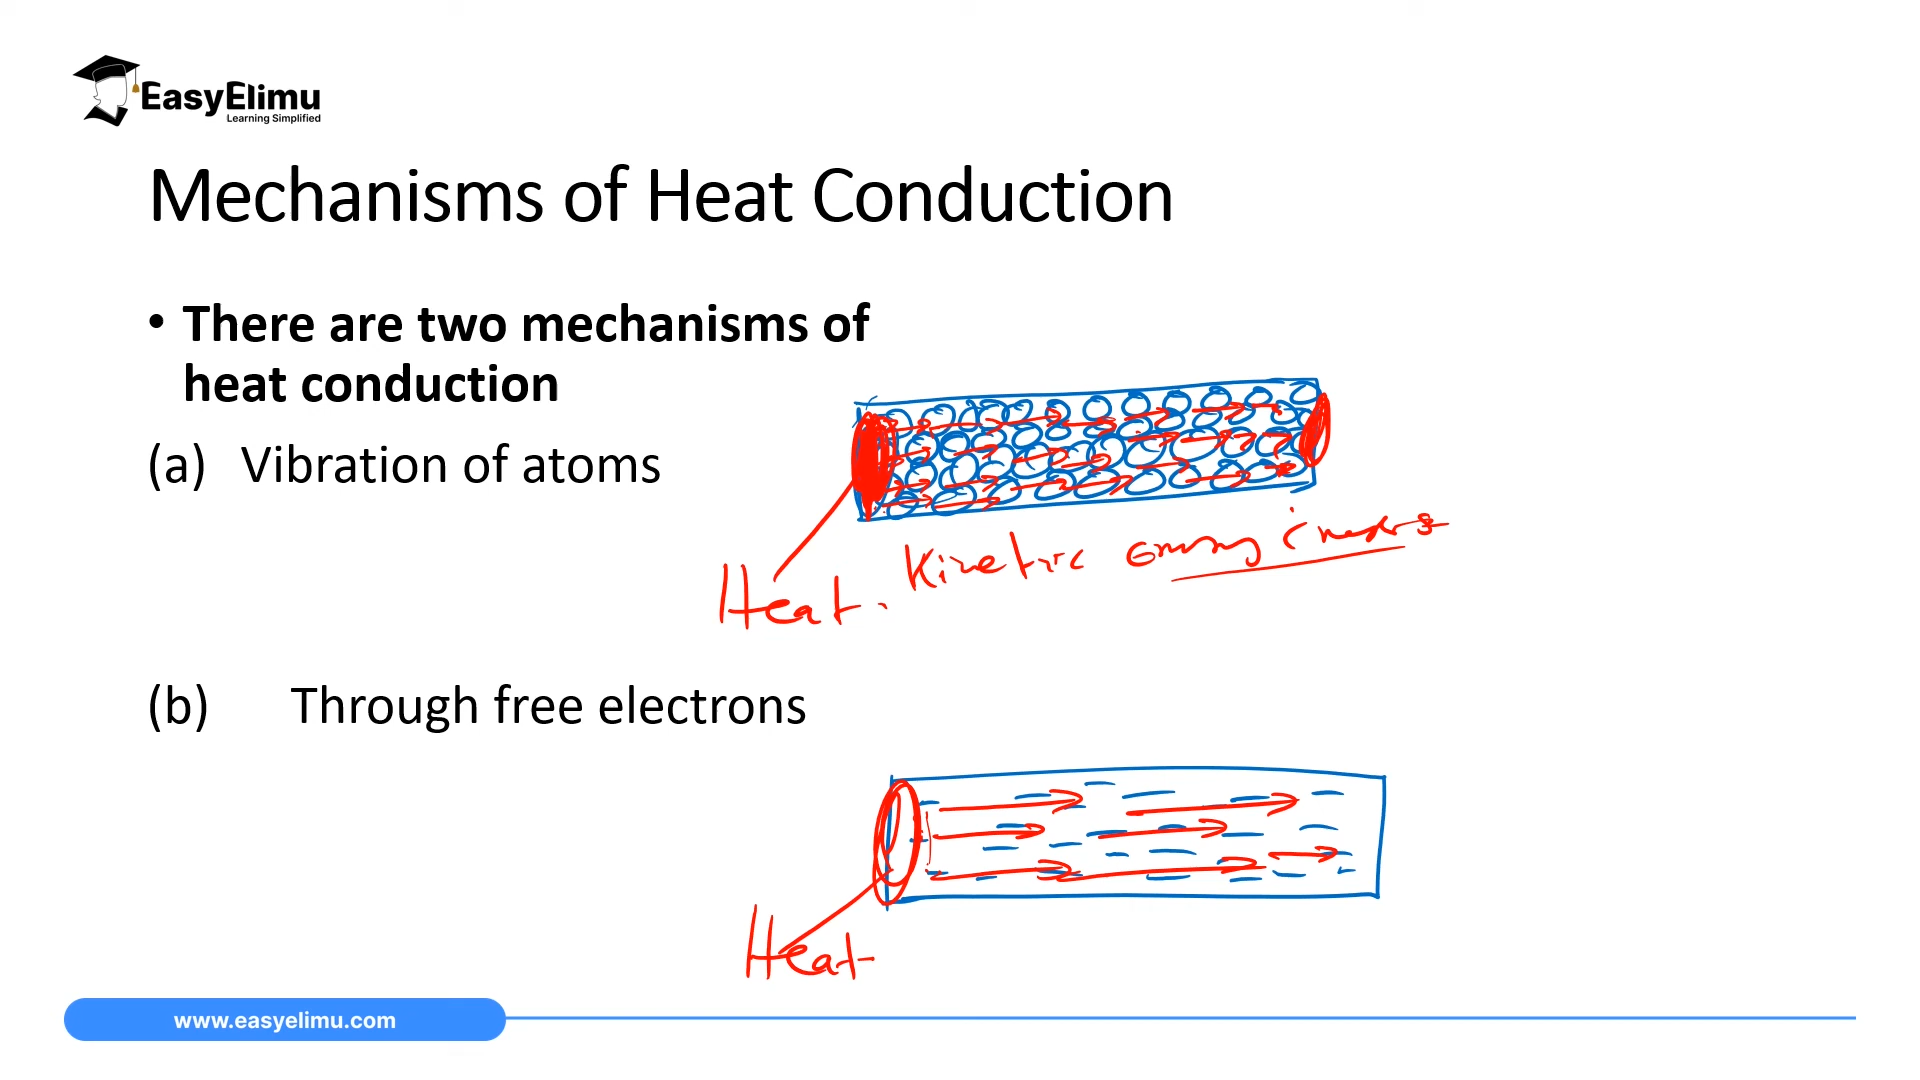 EasyElimu
Learning Simplified
Mechanisms of Heat Conduction
• There are two mechanisms of
heat conduction
(a) Vibration of atoms
Heat. Kinetic
(b) Through free electrons
Heat
www.easyelimu.com